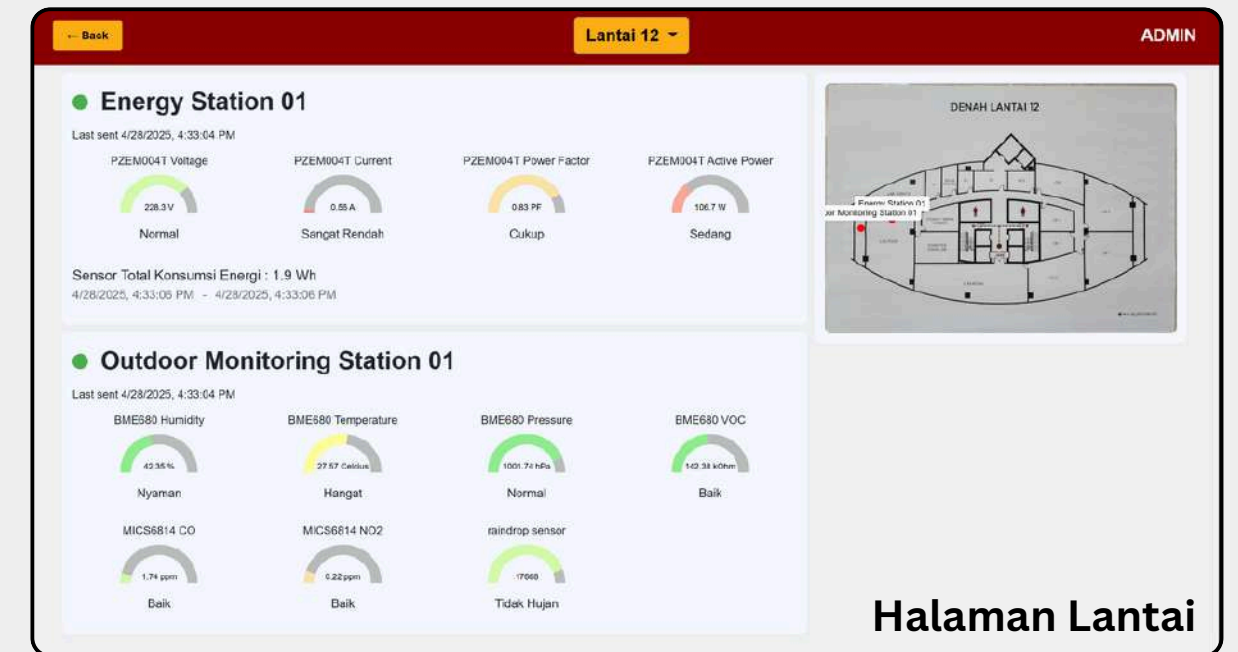 ← Back
Lantai 12
ADMIN
Energy Station 01
Last sent 4/28/2025, 4:33:04 PM
PZEM004T Voltage
PZEM004T Current
PZEM004T Power Factor
PZEM004T Active Power
228.3 V
0.55 A
0.83 PF
106.7 W
Normal
Sangat Rendah
Cukup
Sedang
Sensor Total Konsumsi Energi : 1.9 Wh
4/28/2025, 4:33:06 PM - 4/28/2025, 4:33:06 PM
DENAH LANTAI 12
Energy Station 01
or Monitoring Station 01
Outdoor Monitoring Station 01
Last sent 4/28/2025, 4:33:04 PM
BME680 Humidity
BME680 Temperature
BME680 Pressure
BME680 VOC
42.35 %
27.57 Celcius
1001.74 hPa
142.38 kOhm
Nyaman
Hangat
Normal
Baik
MICS6814 CO
MICS6814 NO2
raindrop sensor
1.74 ppm
0.22 ppm
Baik
Baik
Tidak Hujan
Halaman Lantai